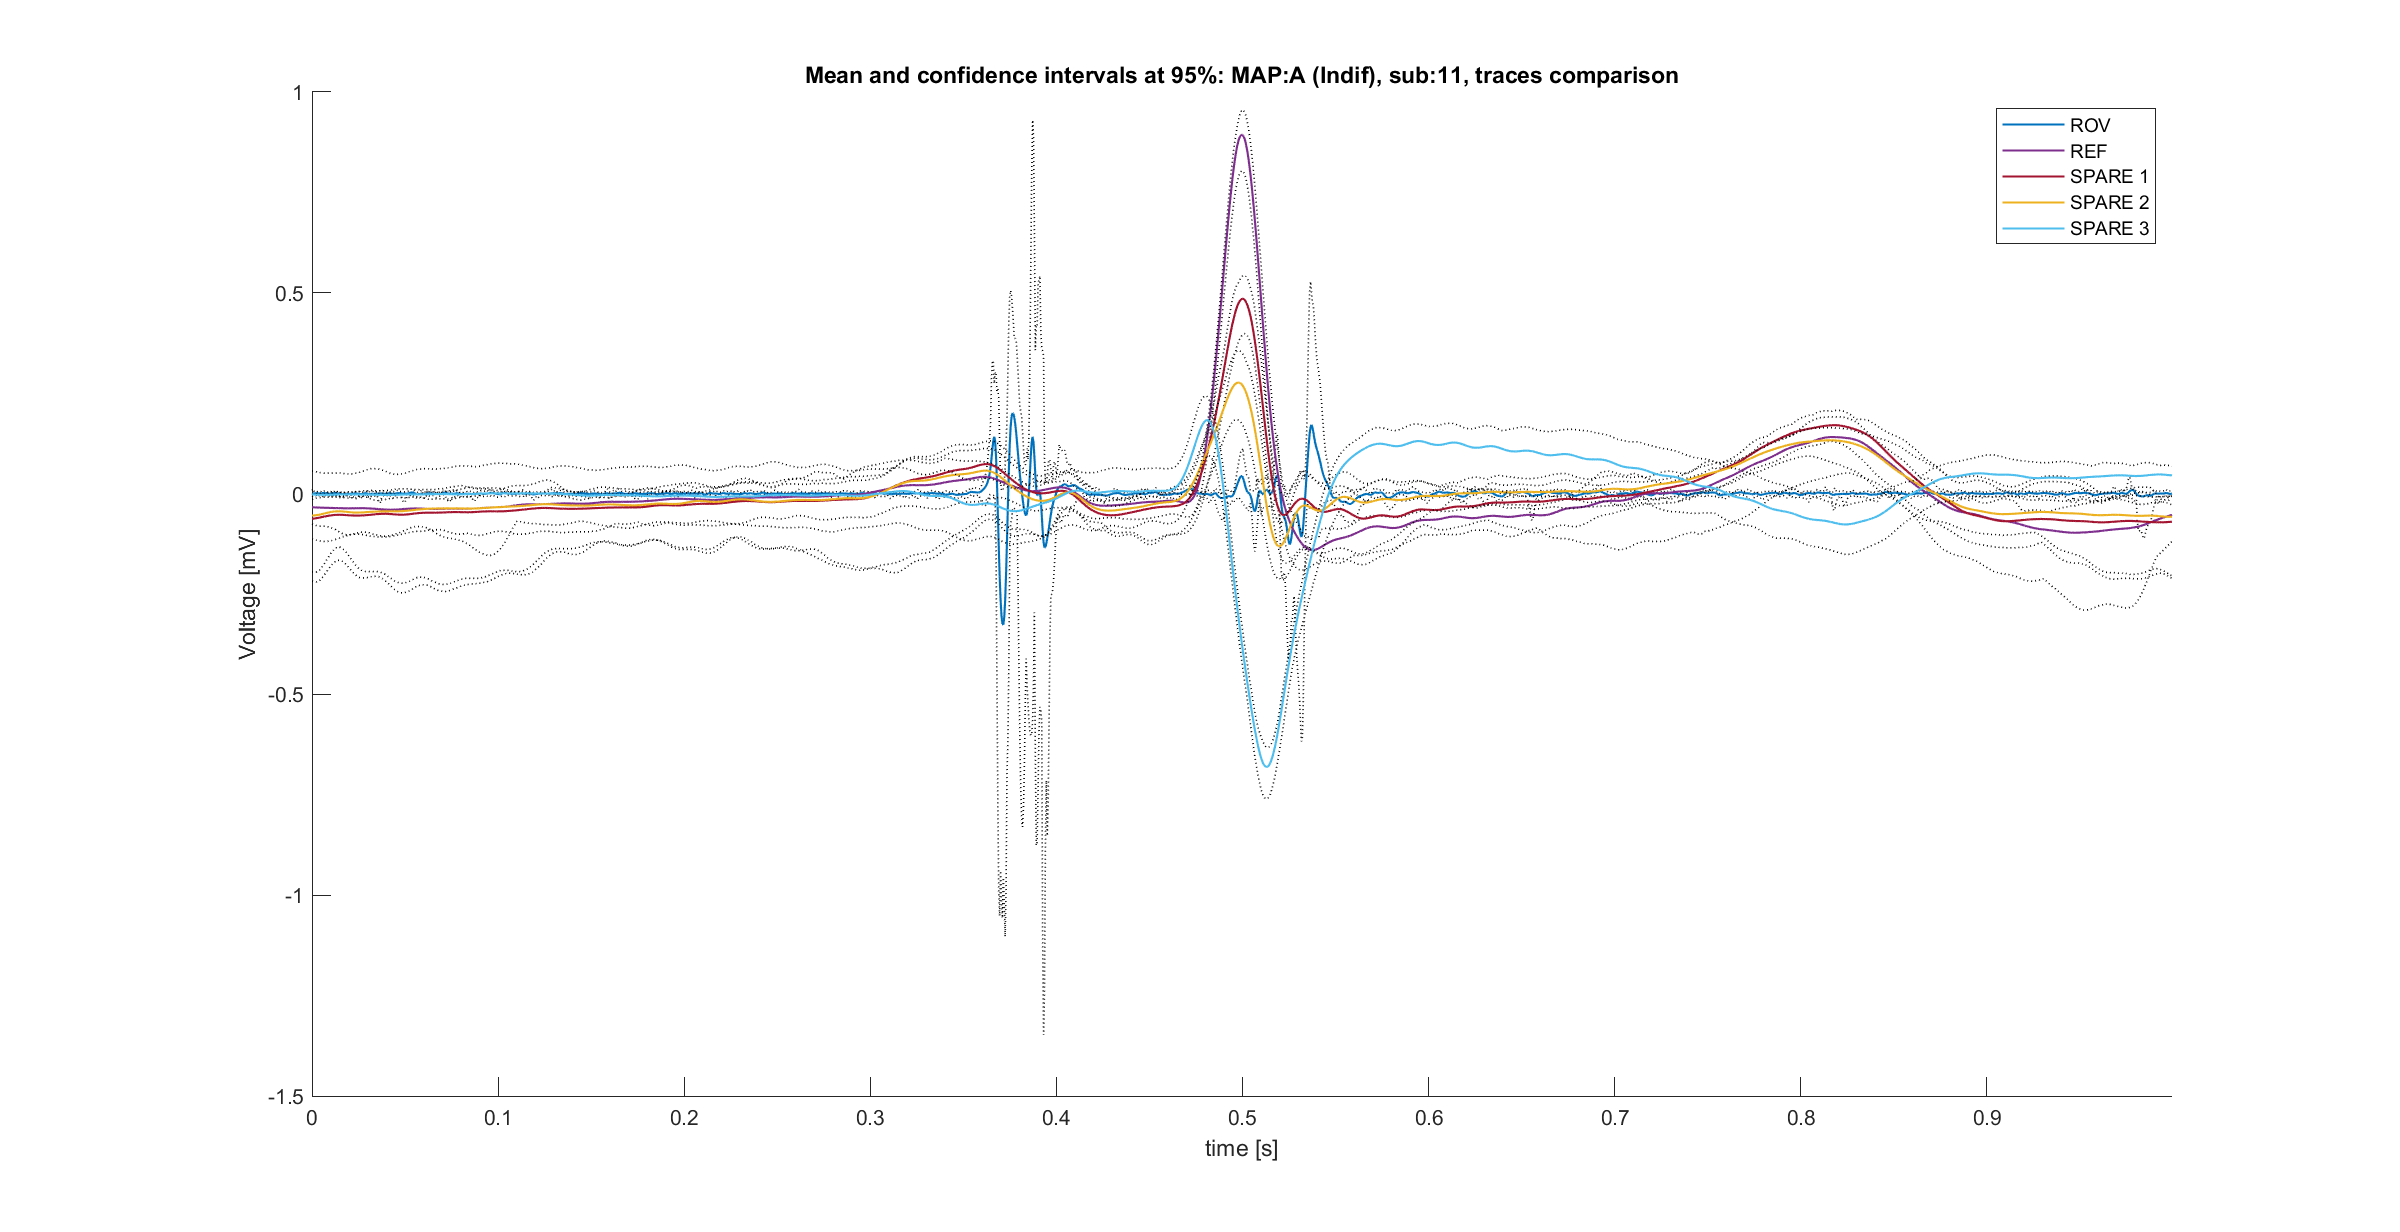 Mean and confidence intervals at 95%: MAP:A (Indif), sub:11, traces comparison
ROV
REF
SPARE 1
SPARE 2
SPARE 3
1
0.5
0
-0.5
-1
-1.5
Voltage [mV]
0 0.1 0.2 0.3 0.4 0.5 0.6 0.7 0.8 0.9
time [s]